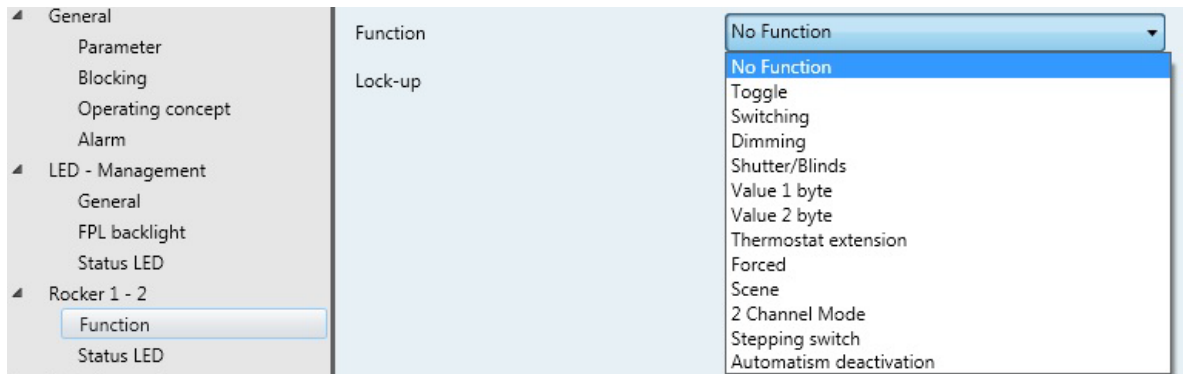 General
Parameter
Blocking
Operating concept
Alarm
LED - Management
General
FPL backlight
Status LED
Rocker 1 - 2
Function
Status LED
Function
No Function
Lock-up
No Function
Toggle
Switching
Dimming
Shutter/Blinds
Value 1 byte
Value 2 byte
Thermostat extension
Forced
Scene
2 Channel Mode
Stepping switch
Automatism deactivation